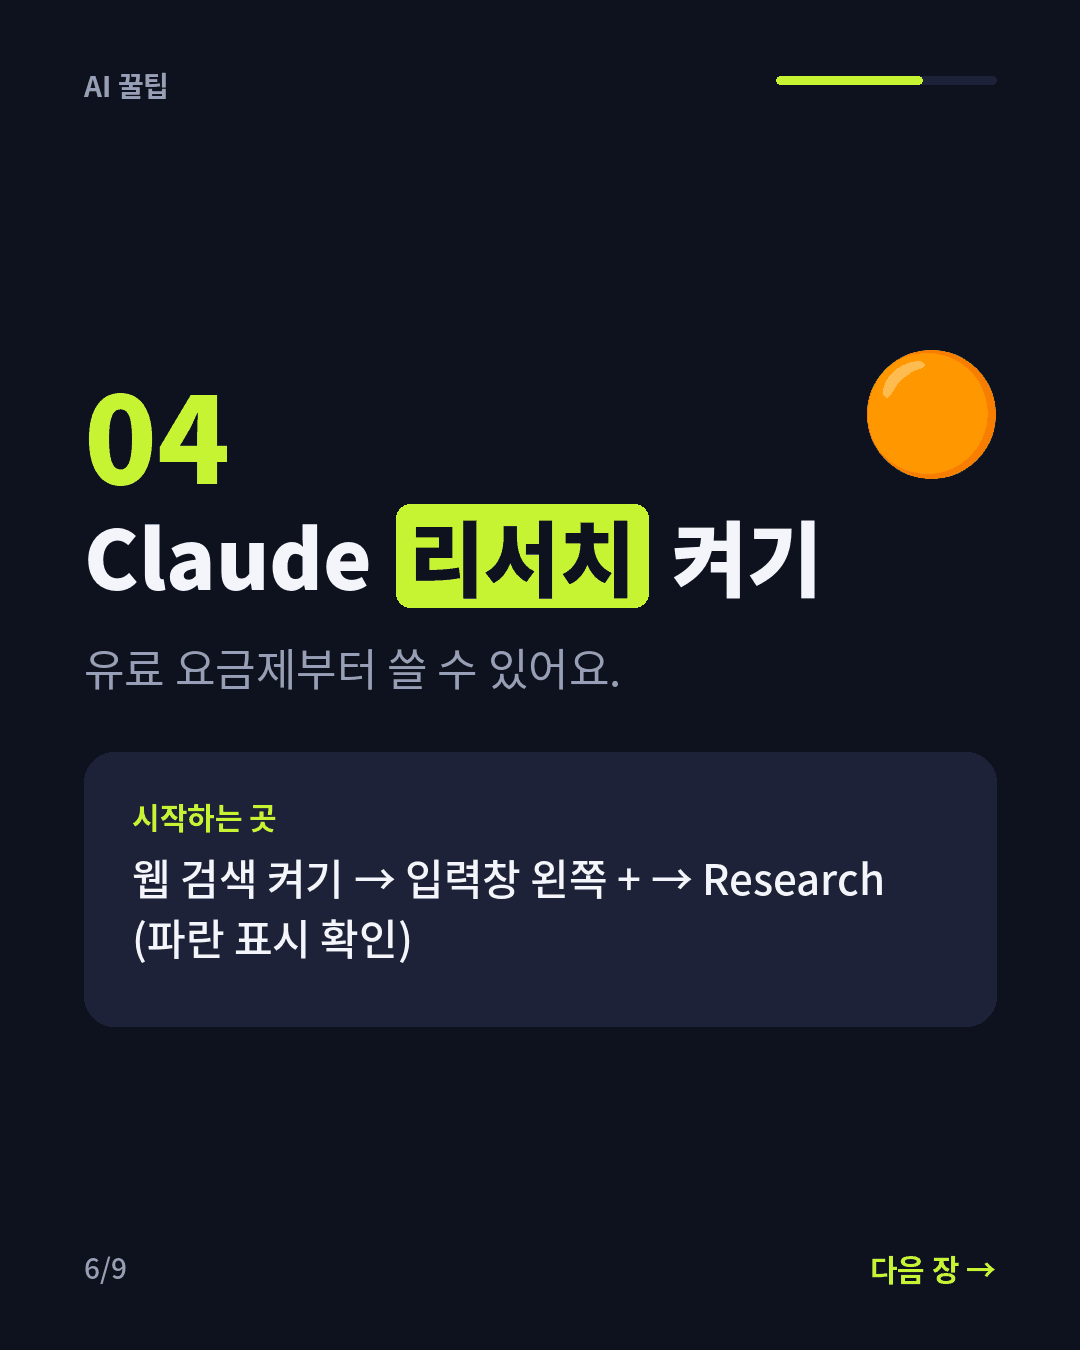 AI 꿀팁
04
Claude 리서치 켜기
유료 요금제부터 쓸 수 있어요.
시작하는 곳
웹 검색 켜기 → 입력창 왼쪽 + → Research
(파란 표시 확인)
6/9
다음 장 →